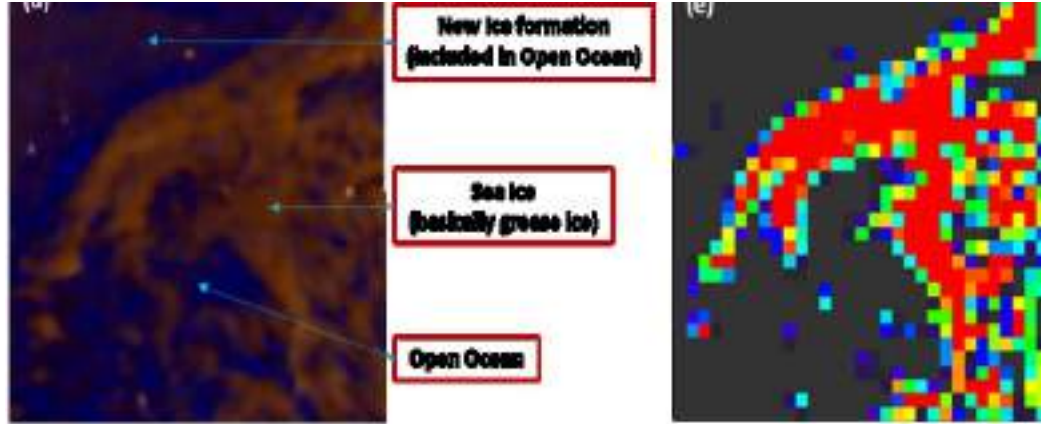 (d)
New Ice formation
(included in Open Ocean)
(e)
Sea Ice
(basically grease ice)
Open Ocean